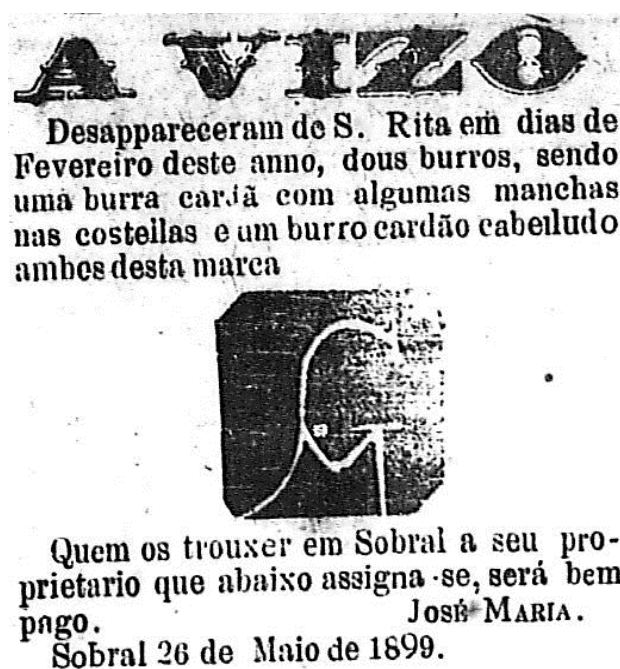 AVIZO
Desappareceram de S. Rita em dias de
Fevereiro deste anno, dous burros, sendo
uma burra cardã com algumas manchas
nas costellas e um burro cardão cabelludo
ambos desta marca
Quem os trouxer em Sobral a seu pro-
prietario que abaixo assigna-se, será bem
pago. JOSÉ MARIA.
Sobral 26 de Maio de 1899.